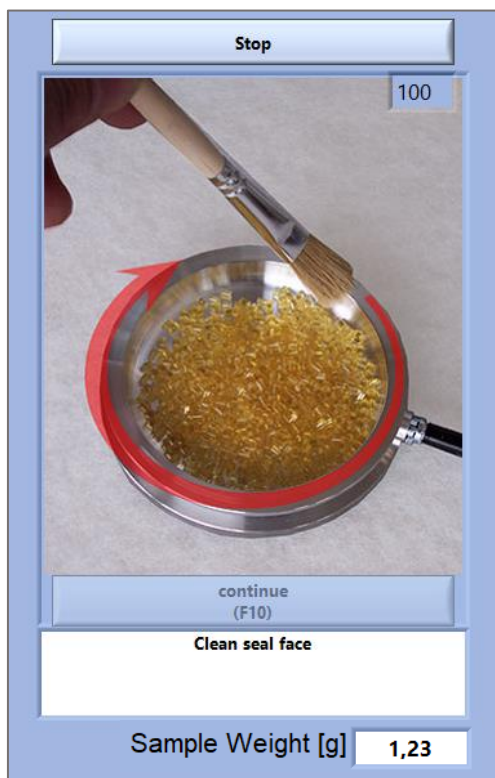 Stop
100
continue
(F10)
Clean seal face
Sample Weight [g]
1,23